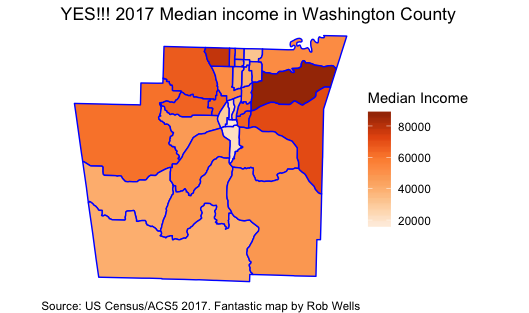 YES!!! 2017 Median income in Washington County
Median Income
80000
60000
40000
20000
Source: US Census/ACS5 2017. Fantastic map by Rob Wells